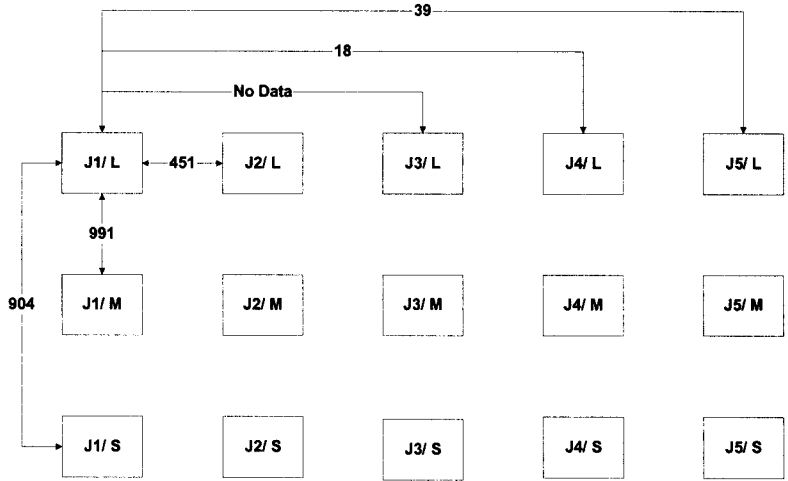 39
18
No Data
J1/ L
451
J2/ L
J3/ L
J4/ L
J5/ L
991
904
J1/ M
J2/ M
J3/ M
J4/ M
J5/ M
J1/ S
J2/ S
J3/ S
J4/ S
J5/ S